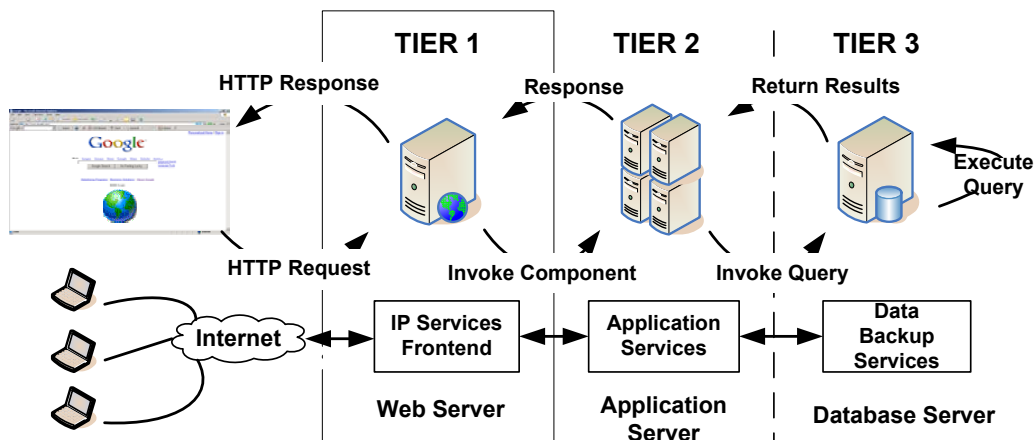 TIER 1
TIER 2
TIER 3
HTTP Response
Response
Return Results
Google
Execute
Query
HTTP Request
Invoke Component
Invoke Query
Internet
IP Services
Frontend
Application
Services
Data
Backup
Services
Web Server
Application
Server
Database Server